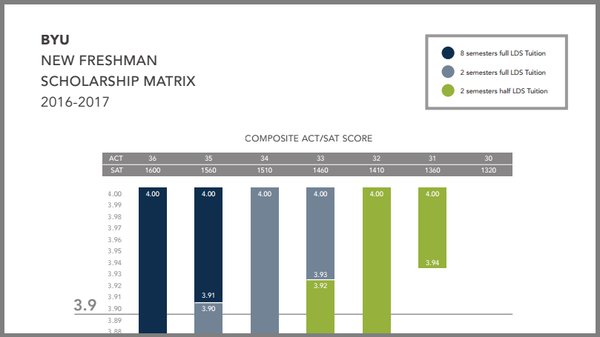 BYU
NEW FRESHMAN
SCHOLARSHIP MATRIX
2016-2017
8 semesters full LDS Tuition
2 semesters full LDS Tuition
2 semesters half LDS Tuition
COMPOSITE ACT/SAT SCORE
ACT 36 35 34 33 32 31 30
SAT 1600 1560 1510 1460 1410 1360 1320
4.00 4.00 4.00 4.00 4.00 4.00 4.00
3.99
3.98
3.97
3.96
3.95
3.94 3.94
3.93 3.93
3.92 3.92
3.91 3.91
3.9 3.90 3.90
3.89
3.88